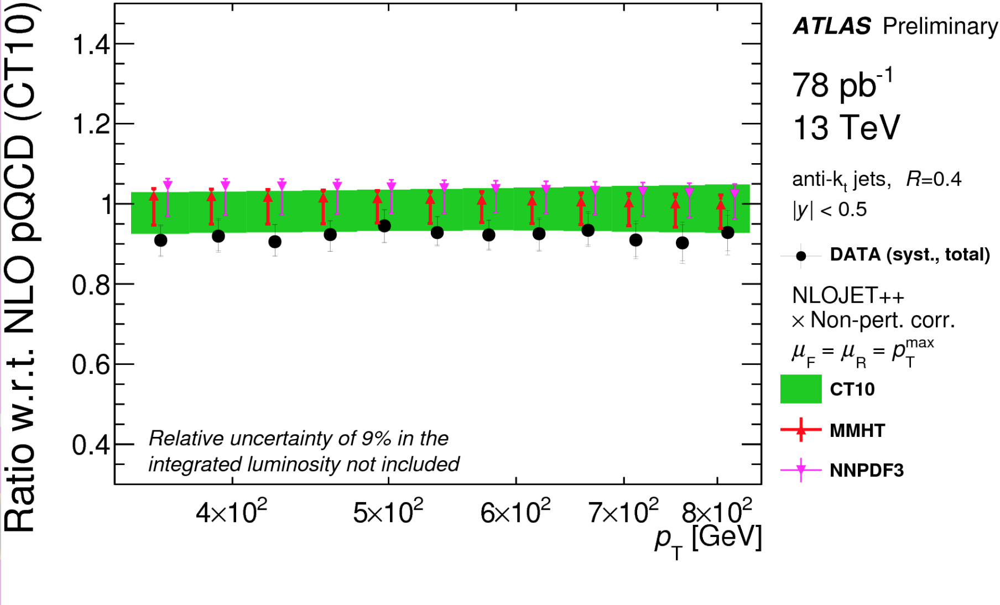 Ratio w.r.t. NLO pQCD (CT10)
1.4
1.2
1
0.8
0.6
0.4
Relative uncertainty of 9% in the
integrated luminosity not included
4×10²
5×10²
6×10²
7×10²
8×10²
p_T [GeV]
ATLAS Preliminary
78 pb⁻¹
13 TeV
anti-k_t jets, R=0.4
|y| < 0.5
DATA (syst., total)
NLOJET++
× Non-pert. corr.
μ_F = μ_R = p_T^max
CT10
MMHT
NNPDF3